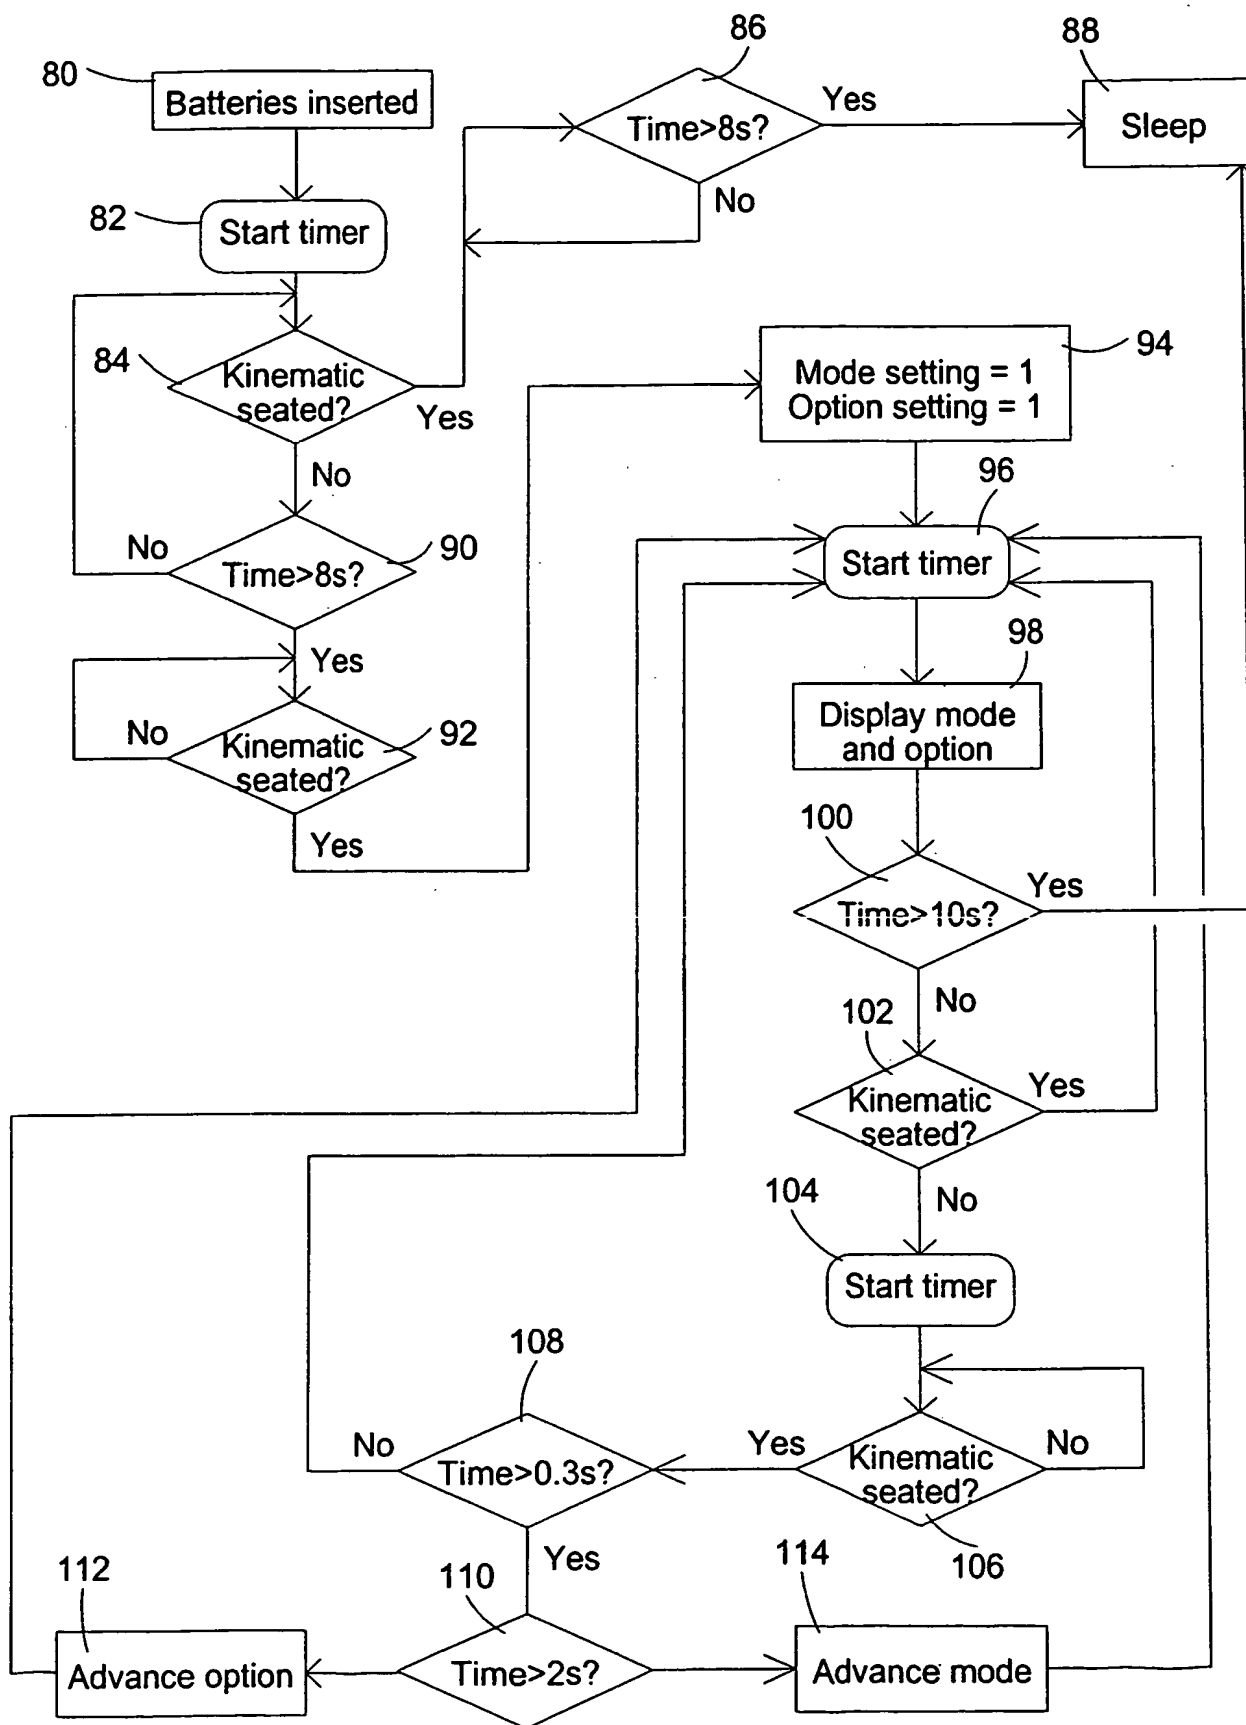 80
Batteries inserted
86
Time>8s?
Yes
No
88
Sleep
82
Start timer
84
Kinematic
seated?
Yes
No
94
Mode setting = 1
Option setting = 1
No
Time>8s?
90
Yes
96
Start timer
No
Kinematic
seated?
92
Yes
98
Display mode
and option
100
Time>10s?
Yes
No
102
Kinematic
seated?
Yes
No
104
Start timer
108
No
Time>0.3s?
Yes
Yes
Kinematic
seated?
No
106
112
Advance option
110
Time>2s?
114
Advance mode